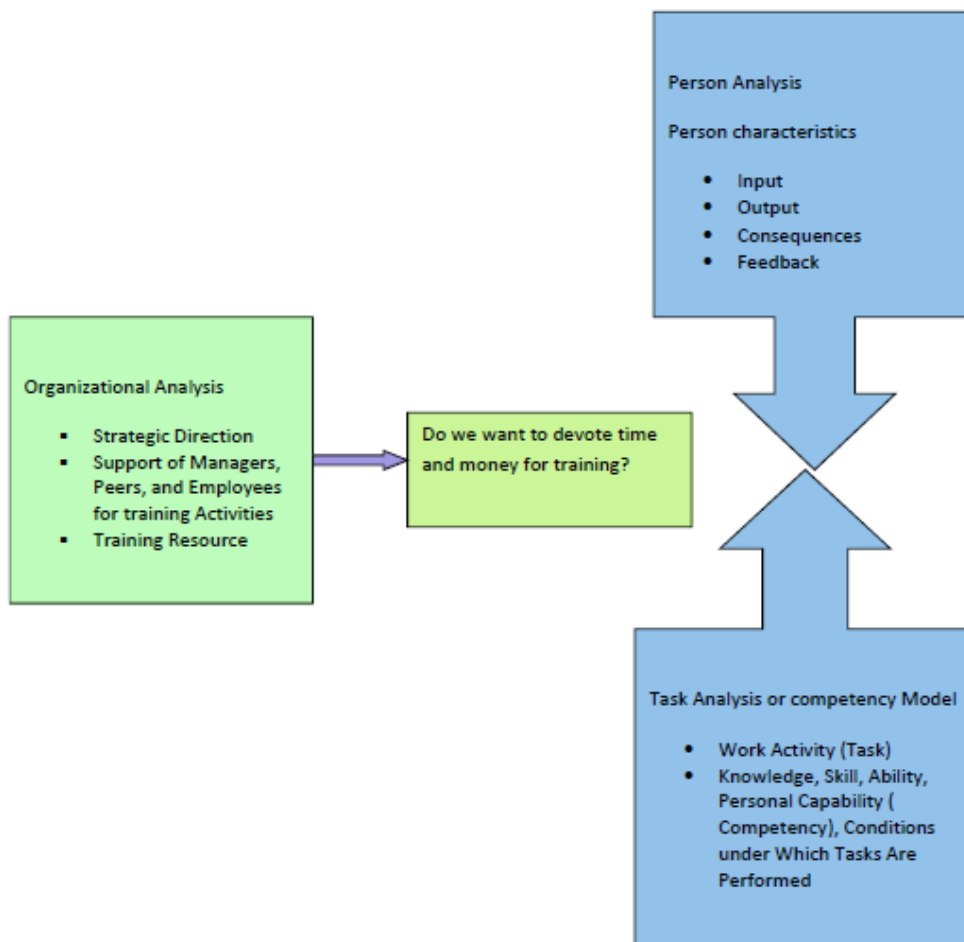 Person Analysis
Person characteristics
• Input
• Output
• Consequences
• Feedback
Organizational Analysis
▪ Strategic Direction
▪ Support of Managers,
Peers, and Employees
for training Activities
▪ Training Resource
Do we want to devote time
and money for training?
Task Analysis or competency Model
• Work Activity (Task)
• Knowledge, Skill, Ability,
Personal Capability (
Competency), Conditions
under Which Tasks Are
Performed